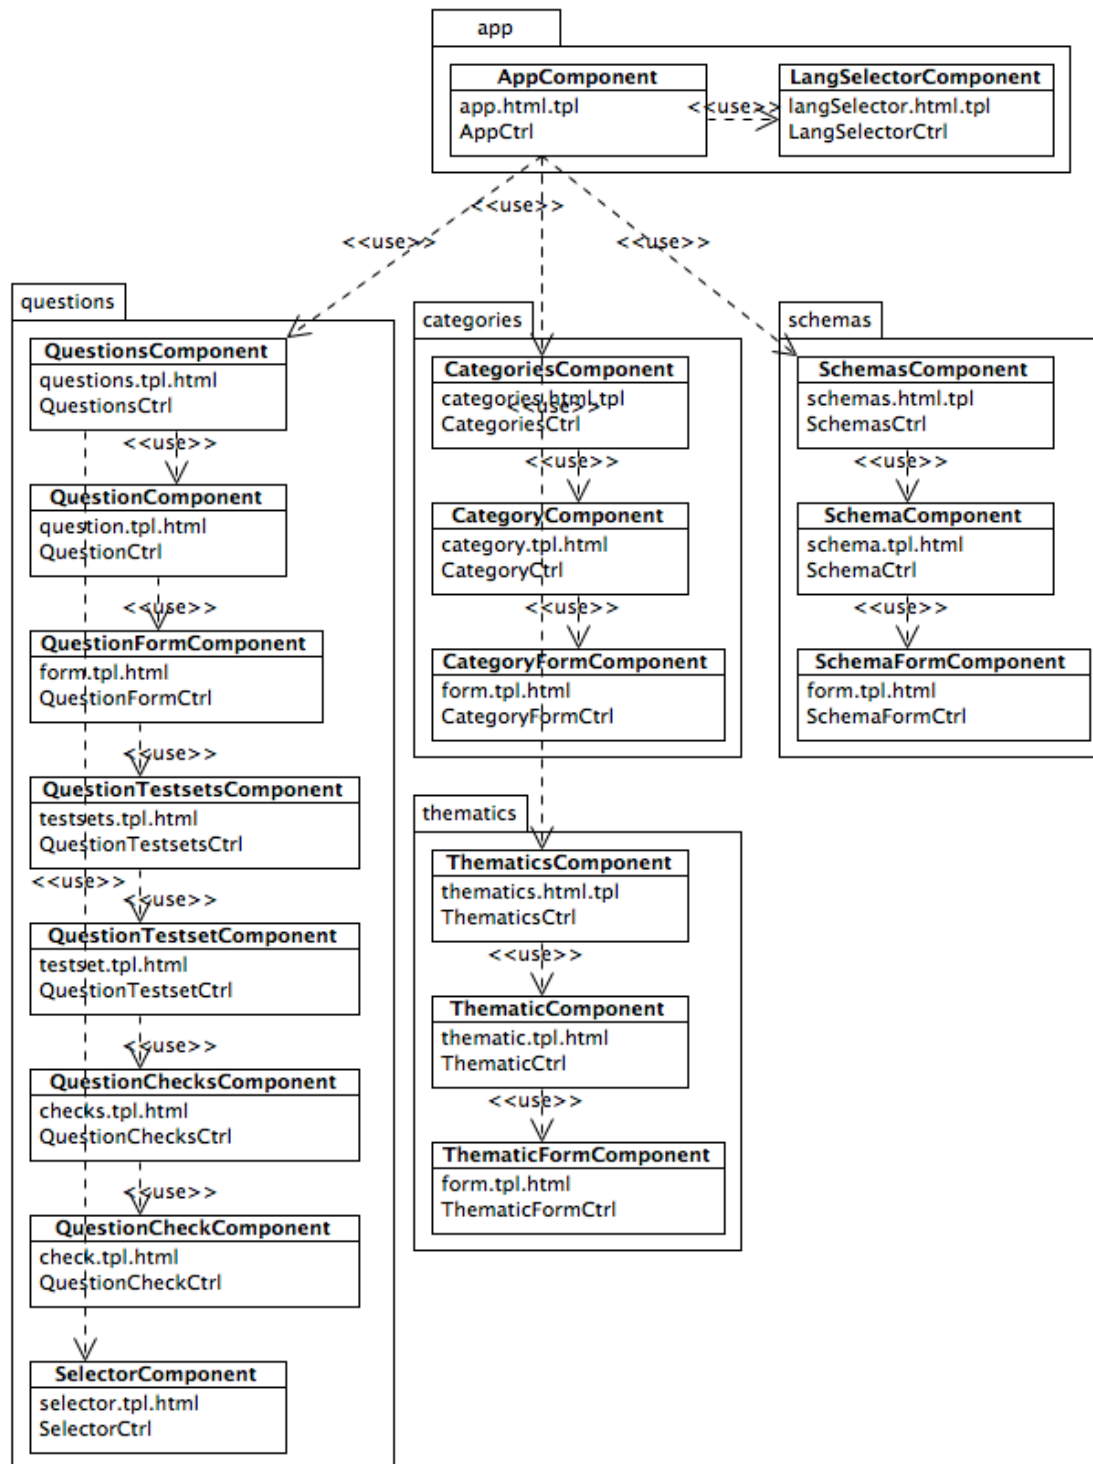 app
AppComponent
app.html.tpl
AppCtrl
<<use>>
LangSelectorComponent
langSelector.html.tpl
LangSelectorCtrl
<<use>>
<<use>>
<<use>>
questions
QuestionsComponent
questions.tpl.html
QuestionsCtrl
<<use>>
QuestionComponent
question.tpl.html
QuestionCtrl
<<use>>
QuestionFormComponent
form.tpl.html
QuestionFormCtrl
<<use>>
QuestionTestsetsComponent
testsets.tpl.html
QuestionTestsetsCtrl
<<use>>
<<use>>
QuestionTestsetComponent
testset.tpl.html
QuestionTestsetCtrl
<<use>>
QuestionChecksComponent
checks.tpl.html
QuestionChecksCtrl
<<use>>
QuestionCheckComponent
check.tpl.html
QuestionCheckCtrl
SelectorComponent
selector.tpl.html
SelectorCtrl
categories
CategoriesComponent
categories.html.tpl
<<use>>
CategoriesCtrl
<<use>>
CategoryComponent
category.tpl.html
CategoryCtrl
<<use>>
CategoryFormComponent
form.tpl.html
CategoryFormCtrl
thematics
ThematicsComponent
thematics.html.tpl
ThematicsCtrl
<<use>>
ThematicComponent
thematic.tpl.html
ThematicCtrl
<<use>>
ThematicFormComponent
form.tpl.html
ThematicFormCtrl
schemas
SchemasComponent
schemas.html.tpl
SchemasCtrl
<<use>>
SchemaComponent
schema.tpl.html
SchemaCtrl
<<use>>
SchemaFormComponent
form.tpl.html
SchemaFormCtrl